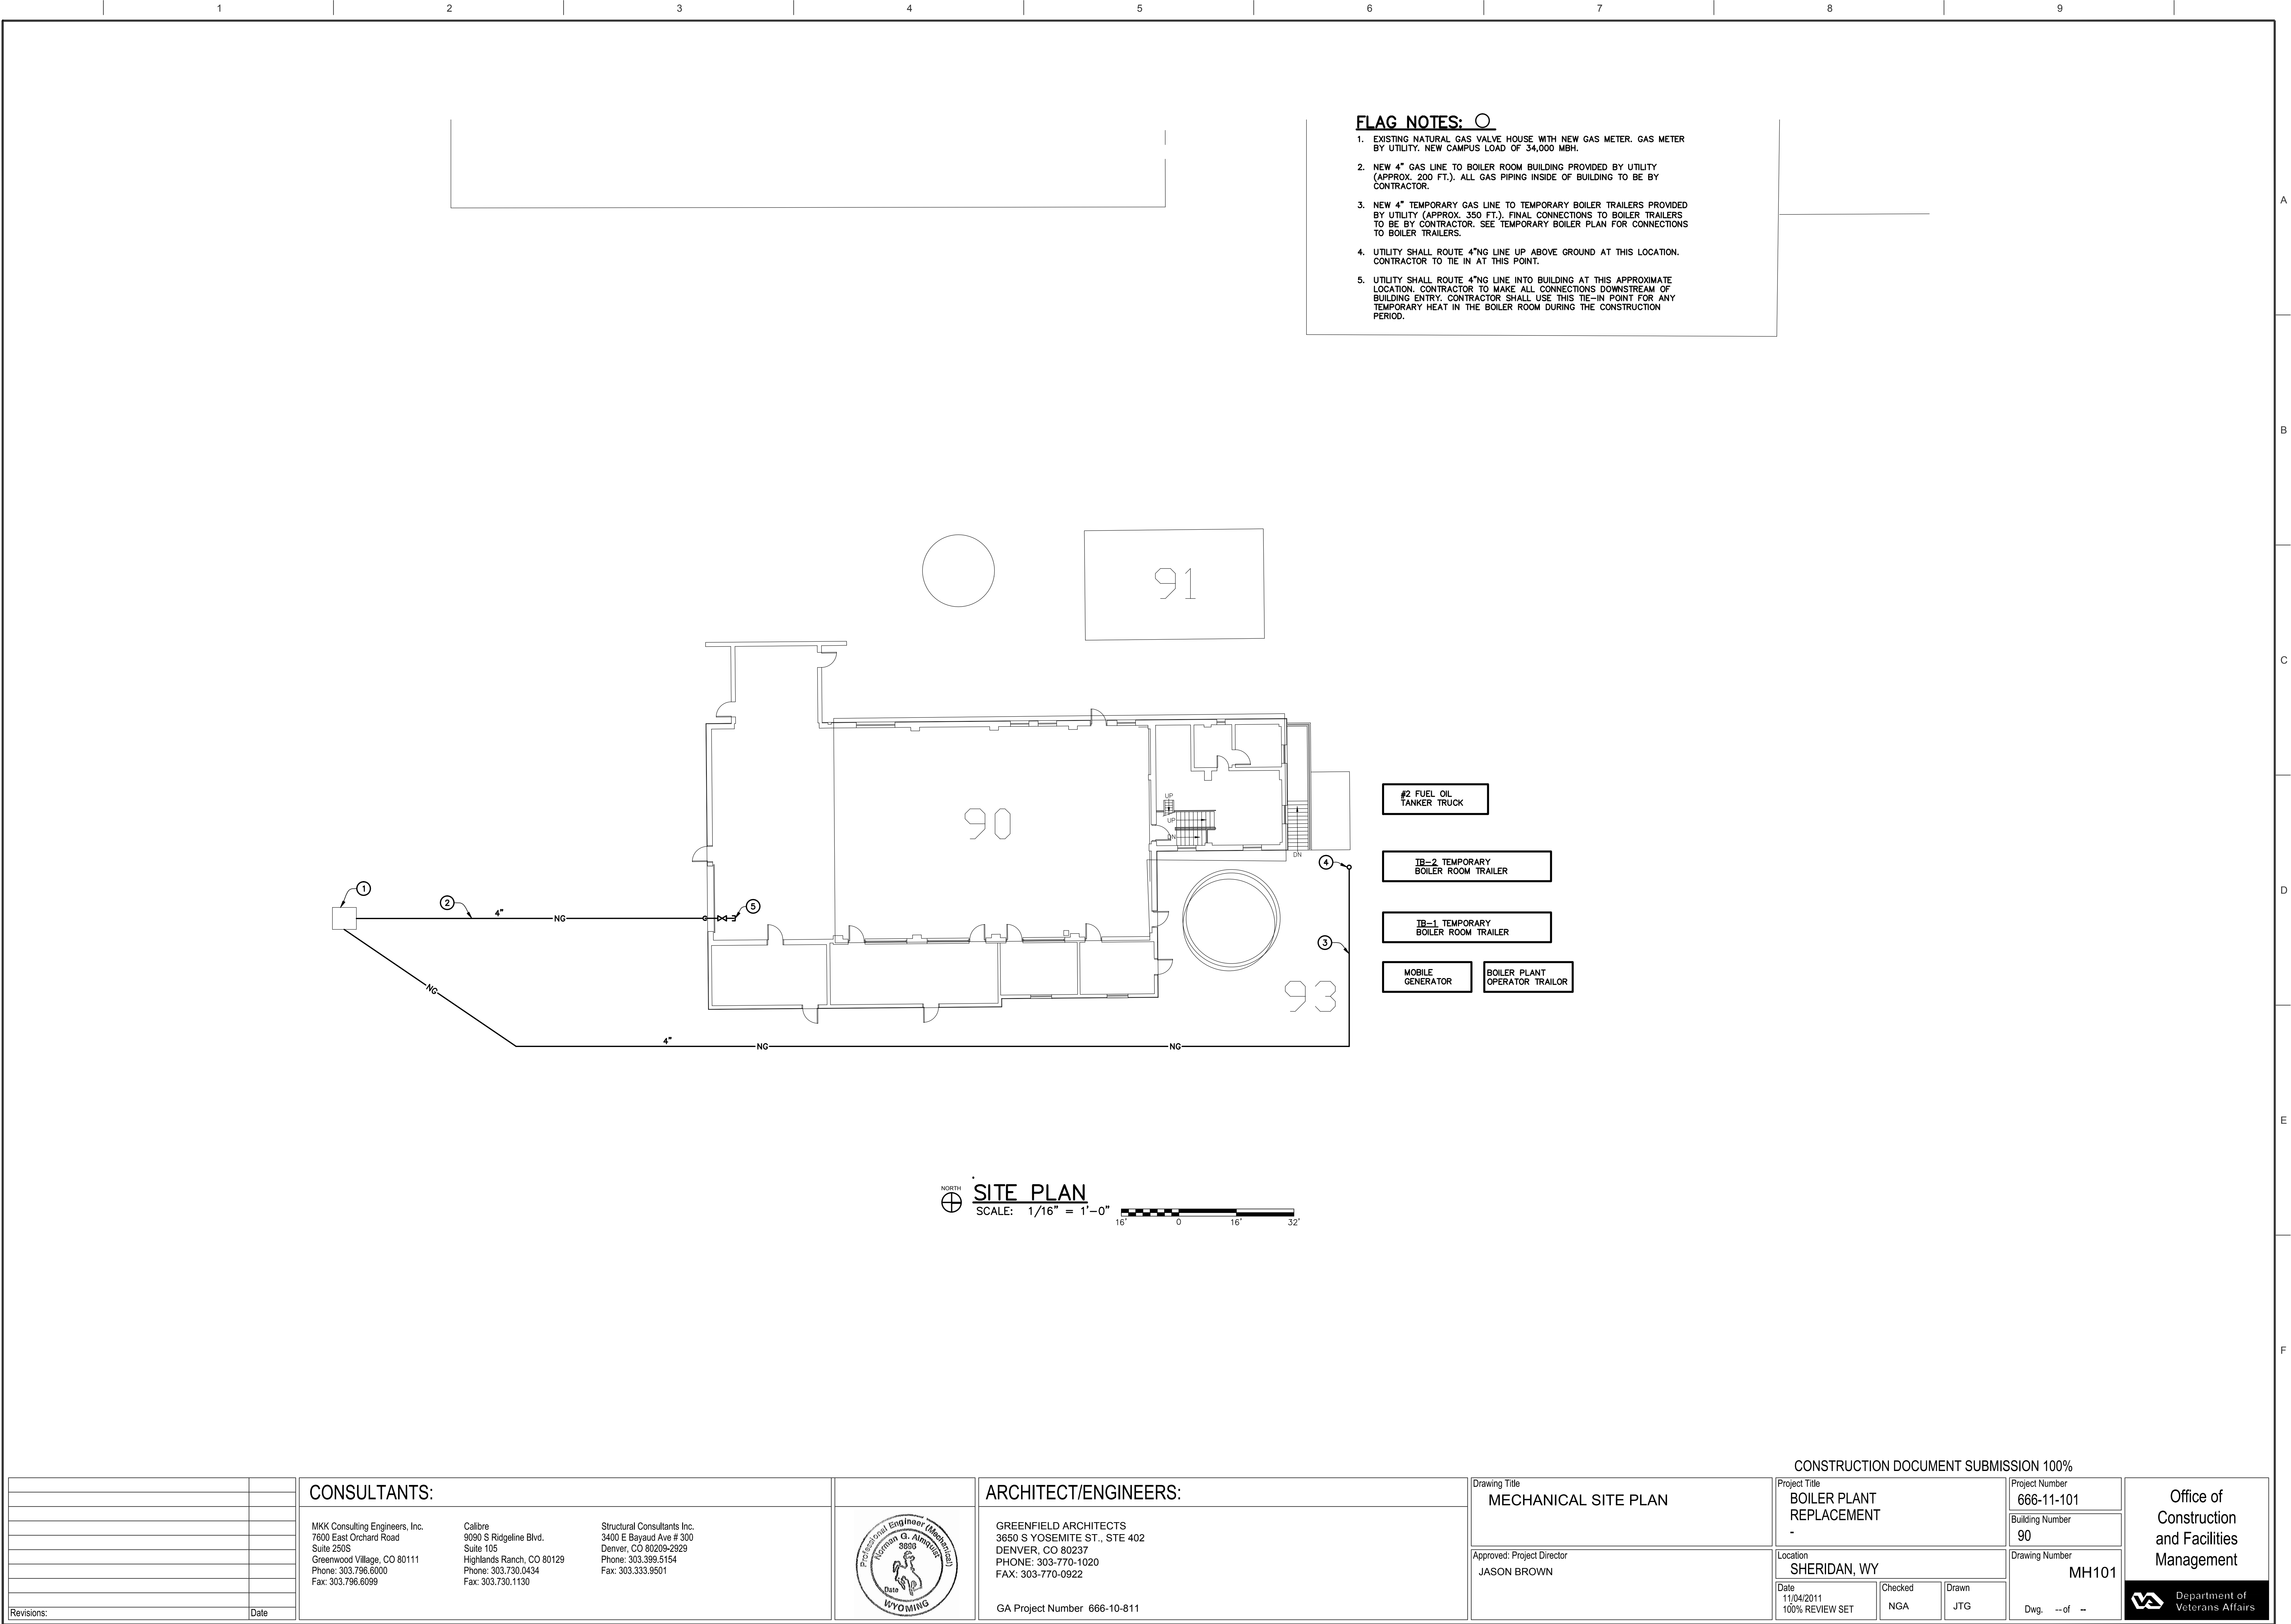 1 2 3 4 5 6 7 8 9
A
B
C
D
E
F
FLAG NOTES:
1. EXISTING NATURAL GAS VALVE HOUSE WITH NEW GAS METER. GAS METER
BY UTILITY. NEW CAMPUS LOAD OF 34,000 MBH.
2. NEW 4" GAS LINE TO BOILER ROOM BUILDING PROVIDED BY UTILITY
(APPROX. 200 FT.). ALL GAS PIPING INSIDE OF BUILDING TO BE BY
CONTRACTOR.
3. NEW 4" TEMPORARY GAS LINE TO TEMPORARY BOILER TRAILERS PROVIDED
BY UTILITY (APPROX. 350 FT.). FINAL CONNECTIONS TO BOILER TRAILERS
TO BE BY CONTRACTOR. SEE TEMPORARY BOILER PLAN FOR CONNECTIONS
TO BOILER TRAILERS.
4. UTILITY SHALL ROUTE 4"NG LINE UP ABOVE GROUND AT THIS LOCATION.
CONTRACTOR TO TIE IN AT THIS POINT.
5. UTILITY SHALL ROUTE 4"NG LINE INTO BUILDING AT THIS APPROXIMATE
LOCATION. CONTRACTOR TO MAKE ALL CONNECTIONS DOWNSTREAM OF
BUILDING ENTRY. CONTRACTOR SHALL USE THIS TIE-IN POINT FOR ANY
TEMPORARY HEAT IN THE BOILER ROOM DURING THE CONSTRUCTION
PERIOD.
91
90
UP
UP
DN
DN
#2 FUEL OIL
TANKER TRUCK
4
TB-2 TEMPORARY
BOILER ROOM TRAILER
1
2
4"
NG
5
TB-1 TEMPORARY
BOILER ROOM TRAILER
3
MOBILE
GENERATOR
BOILER PLANT
OPERATOR TRAILOR
93
NG
4"
NG
NG
NORTH
SITE PLAN
SCALE: 1/16" = 1'-0"
16' 0 16' 32'
CONSTRUCTION DOCUMENT SUBMISSION 100%
Revisions: Date
CONSULTANTS:
MKK Consulting Engineers, Inc.
7600 East Orchard Road
Suite 250S
Greenwood Village, CO 80111
Phone: 303.796.6000
Fax: 303.796.6099
Calibre
9090 S Ridgeline Blvd.
Suite 105
Highlands Ranch, CO 80129
Phone: 303.730.0434
Fax: 303.730.1130
Structural Consultants Inc.
3400 E Bayaud Ave # 300
Denver, CO 80209-2929
Phone: 303.399.5154
Fax: 303.333.9501
Professional Engineer (Mechanical)
Norman G. Almquist
3696
Date
WYOMING
ARCHITECT/ENGINEERS:
GREENFIELD ARCHITECTS
3650 S YOSEMITE ST., STE 402
DENVER, CO 80237
PHONE: 303-770-1020
FAX: 303-770-0922
GA Project Number 666-10-811
Drawing Title
MECHANICAL SITE PLAN
Approved: Project Director
JASON BROWN
Project Title
BOILER PLANT
REPLACEMENT
-
Location
SHERIDAN, WY
Date
11/04/2011
100% REVIEW SET
Checked
NGA
Drawn
JTG
Project Number
666-11-101
Building Number
90
Drawing Number
MH101
Dwg. -- of --
Office of
Construction
and Facilities
Management
Department of
Veterans Affairs